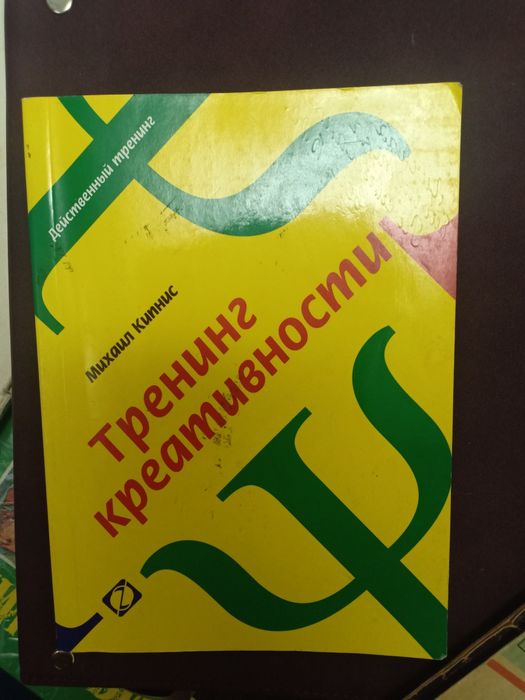 Действенный тренинг
Михаил Кипнис
Тренинг
креативности
Z